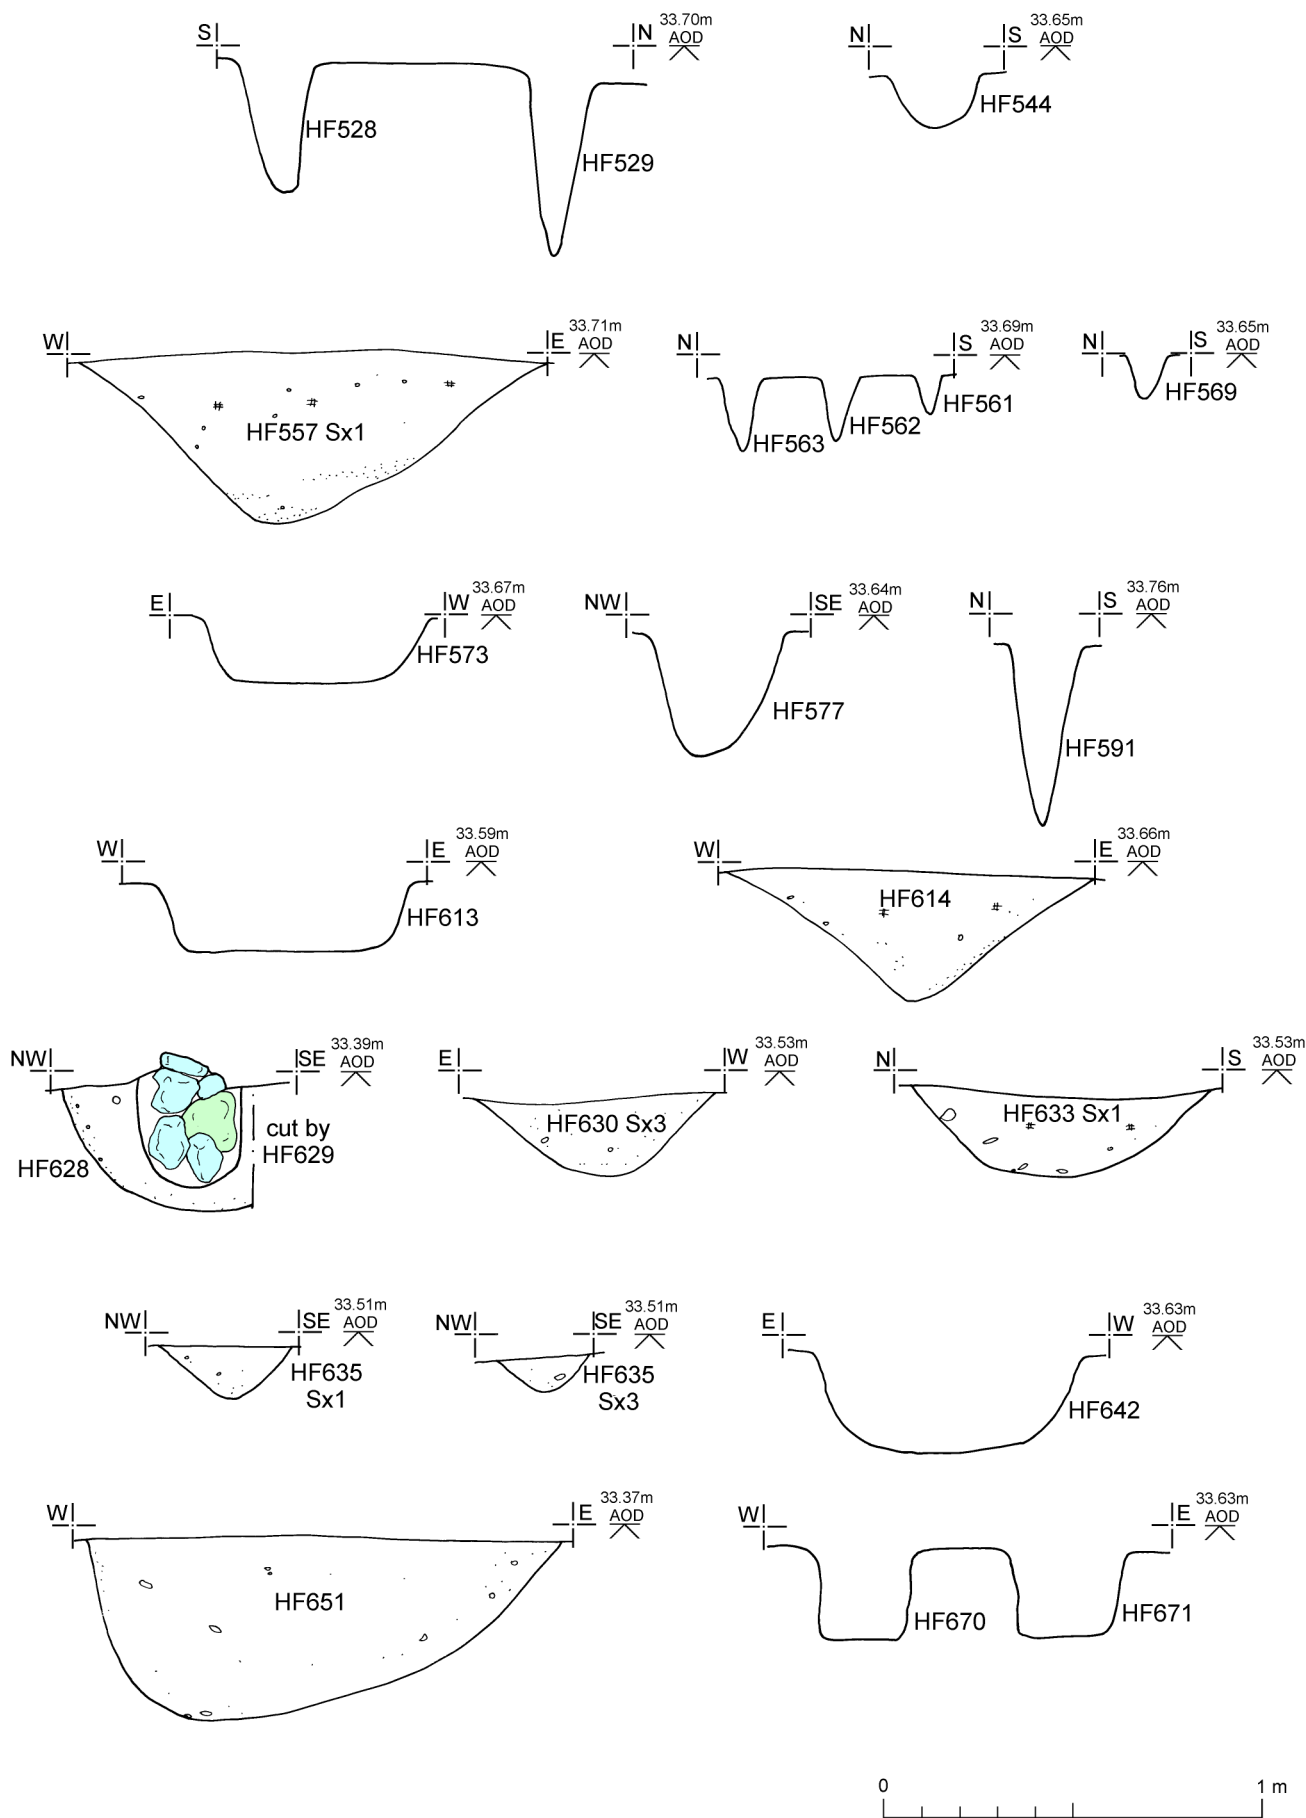 S N 33.70m
AOD
HF528
HF529
N S 33.65m
AOD
HF544
W E 33.71m
AOD
HF557 Sx1
N S 33.69m
AOD
HF563
HF562
HF561
N S 33.65m
AOD
HF569
E W 33.67m
AOD
HF573
NW SE 33.64m
AOD
HF577
N S 33.76m
AOD
HF591
W E 33.59m
AOD
HF613
W E 33.66m
AOD
HF614
NW SE 33.39m
AOD
HF628
cut by
HF629
E W 33.53m
AOD
HF630 Sx3
N S 33.53m
AOD
HF633 Sx1
NW SE 33.51m
AOD
HF635
Sx1
NW SE 33.51m
AOD
HF635
Sx3
E W 33.63m
AOD
HF642
W E 33.37m
AOD
HF651
W E 33.63m
AOD
HF670
HF671
0 1 m